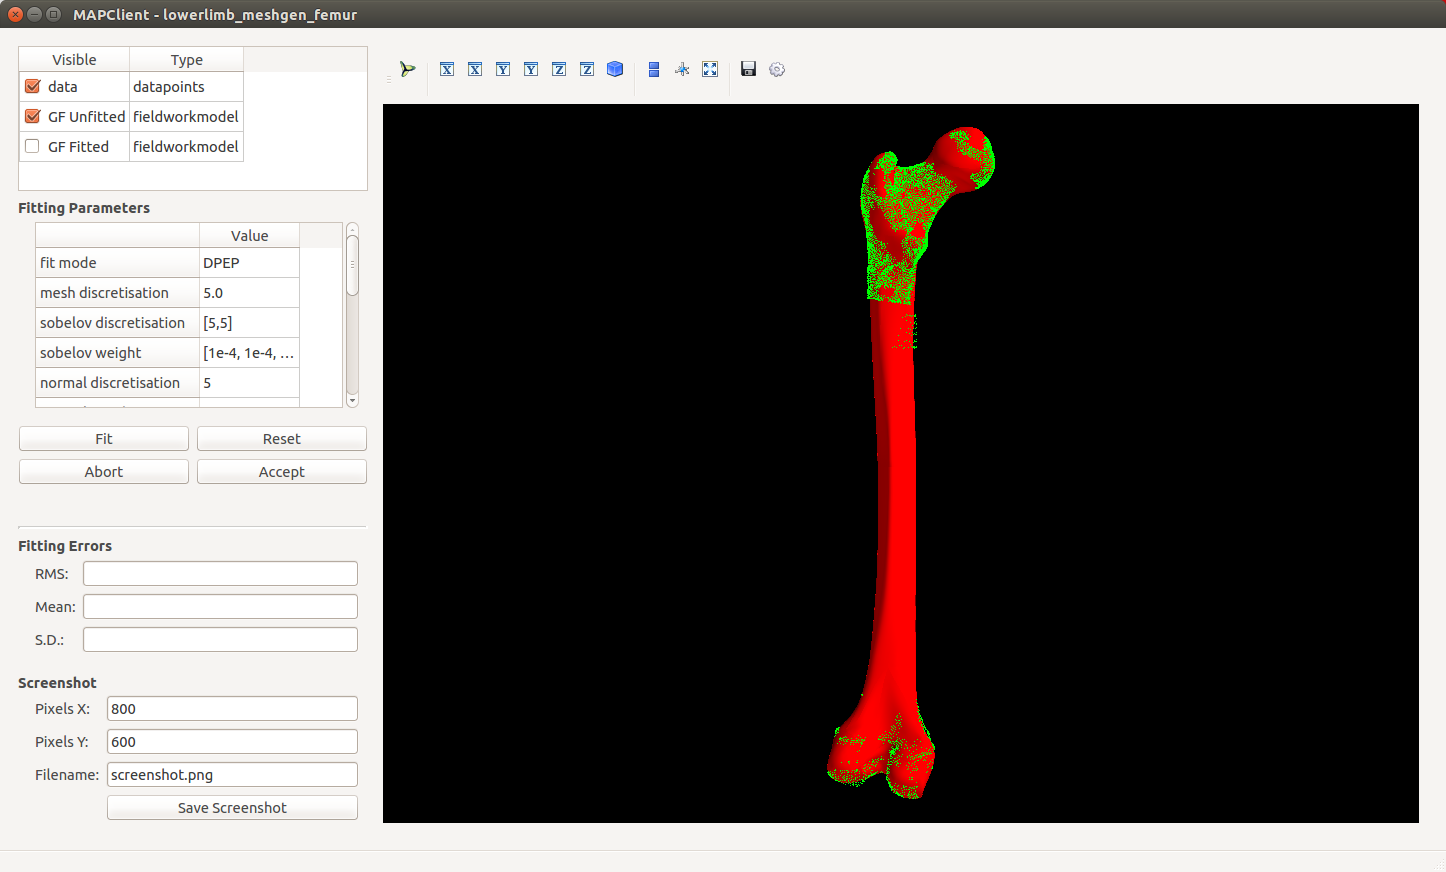 MAPClient - lowerlimb_meshgen_femur
Visible Type
data datapoints
GF Unfitted fieldworkmodel
GF Fitted fieldworkmodel
Fitting Parameters
Value
fit mode DPEP
mesh discretisation 5.0
sobelov discretisation [5,5]
sobelov weight [1e-4, 1e-4, ...
normal discretisation 5
Fit Reset
Abort Accept
Fitting Errors
RMS:
Mean:
S.D.:
Screenshot
Pixels X: 800
Pixels Y: 600
Filename: screenshot.png
Save Screenshot
X X Y Y Z Z